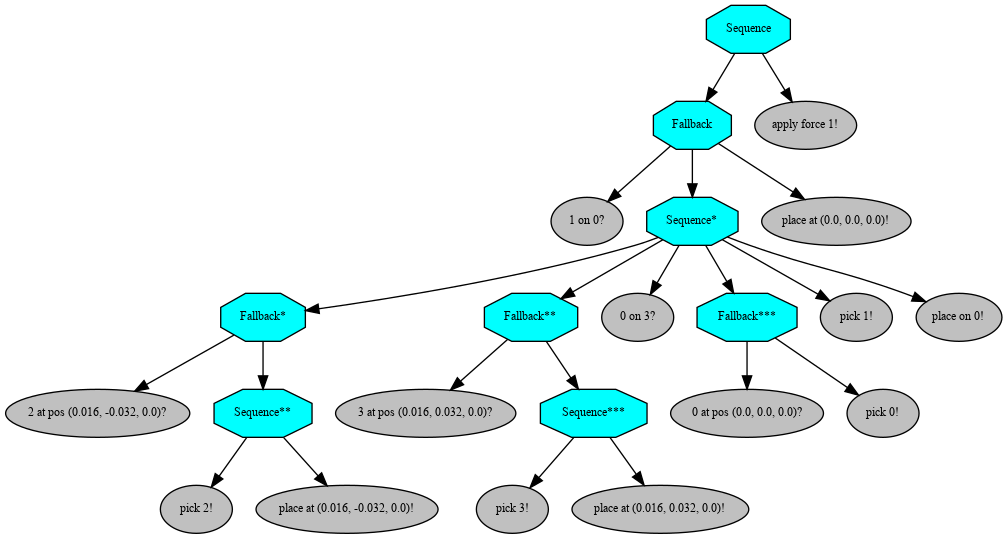 Sequence
Fallback
apply force 1!
1 on 0?
Sequence*
place at (0.0, 0.0, 0.0)!
Fallback*
Fallback**
0 on 3?
Fallback***
pick 1!
place on 0!
2 at pos (0.016, -0.032, 0.0)?
Sequence**
3 at pos (0.016, 0.032, 0.0)?
Sequence***
0 at pos (0.0, 0.0, 0.0)?
pick 0!
pick 2!
place at (0.016, -0.032, 0.0)!
pick 3!
place at (0.016, 0.032, 0.0)!